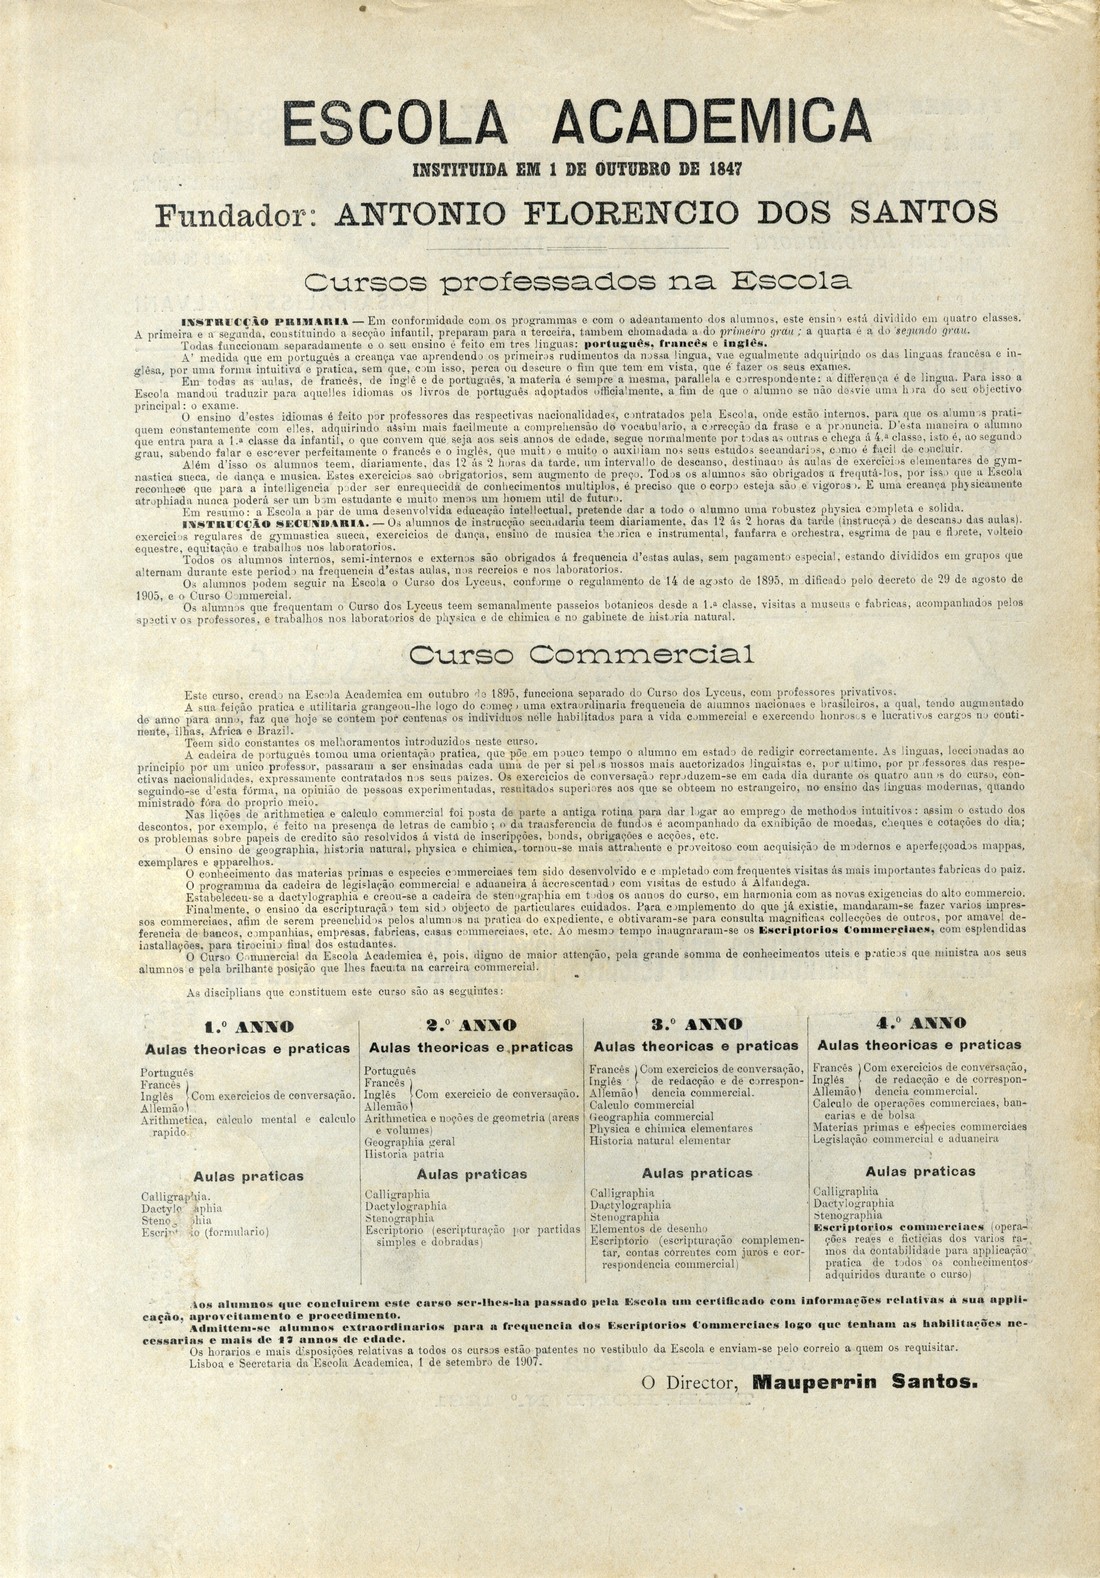 ESCOLA ACADEMICA
INSTITUIDA EM 1 DE OUTUBRO DE 1847
Fundador: ANTONIO FLORENCIO DOS SANTOS
Cursos professados na Escola
INSTRUCÇÃO PRIMARIA — Em conformidade com os programmas e com o adeantamento dos alumnos, este ensino está dividido em quatro classes.
A primeira e a segunda, constituindo a secção infantil, preparam para a terceira, tambem chomadada a do primeiro grau; a quarta é a do segundo grau.
Todas funccionam separadamente e o seu ensino é feito em tres linguas: português, francês e inglês.
A' medida que em português a creança vae aprendendo os primeiros rudimentos da nossa lingua, vae egualmente adquirindo os das linguas francêsa e in-
glêsa, por uma forma intuitiva e pratica, sem que, com isso, perca ou descure o fim que tem em vista, que é fazer os seus exames.
Em todas as aulas, de francês, de inglê e de português, a materia é sempre a mesma, parallela e correspondente: a differença é de lingua. Para isso a
Escola mandou traduzir para aquelles idiomas os livros de português adoptados officialmente, a fim de que o alumno se não desvie uma hora do seu objectivo
principal: o exame.
O ensino d'estes idiomas é feito por professores das respectivas nacionalidades, contratados pela Escola, onde estão internos, para que os alumnos prati-
quem constantemente com elles, adquirindo assim mais facilmente a comprehensão do vocabulario, a correcção da frase e a pronuncia. D'esta maneira o alumno
que entra para a 1.ª classe da infantil, o que convem que seja aos seis annos de edade, segue normalmente por todas as outras e chega á 4.ª classe, isto é, ao segundo
grau, sabendo falar e escrever perfeitamente o francês e o inglês, que muito e muito o auxiliam nos seus estudos secundarios, como é facil de concluir.
Além d'isso os alumnos teem, diariamente, das 12 ás 2 horas da tarde, um intervallo de descanso, destinado ás aulas de exercicios elementares de gym-
nastica sueca, de dança e musica. Estes exercicios sao obrigatorios, sem augmento de preço. Todos os alumnos são obrigados a frequtá-los, por isso que a Escola
reconhece que para a intelligencia poder ser enrequecida de conhecimentos multiplos, é preciso que o corpo esteja são e vigoroso. E uma creança physicamente
atrophiada nunca poderá ser um bom estudante e muito menos um homem util de futuro.
Em resumo: a Escola a par de uma desenvolvida educação intellectual, pretende dar a todo o alumno uma robustez physica completa e solida.
INSTRUCÇÃO SECUNDARIA. — Os alumnos de instrucção secundaria teem diariamente, das 12 ás 2 horas da tarde (instrucção de descanso das aulas).
exercicios regulares de gymnastica sueca, exercicios de dança, ensino de musica theorica e instrumental, fanfarra e orchestra, esgrima de pau e florete, volteio
equestre, equitação e trabalhos nos laboratorios.
Todos os alumnos internos, semi-internos e externos são obrigados á frequencia d'estas aulas, sem pagamento especial, estando divididos em grupos que
alternam durante este periodo na frequencia d'estas aulas, nos recreios e nos laboratorios.
Os alumnos podem seguir na Escola o Curso dos Lyceus, conforme o regulamento de 14 de agosto de 1895, modificado pelo decreto de 29 de agosto de
1905, e o Curso Commercial.
Os alumnos que frequentam o Curso dos Lyceus teem semanalmente passeios botanicos desde a 1.ª classe, visitas a museus e fabricas, acompanhados pelos
spectivos professores, e trabalhos nos laboratorios de physica e de chimica e no gabinete de historia natural.
Curso Commercial
Este curso, creado na Escola Academica em outubro de 1895, funcciona separado do Curso dos Lyceus, com professores privativos.
A sua feição pratica e utilitaria grangeou-lhe logo do começo uma extraordinaria frequencia de alumnos nacionaes e brasileiros, a qual, tendo augmentado
de anno para anno, faz que hoje se contem por centenas os individuos nelle habilitados para a vida commercial e exercendo honrosos e lucrativos cargos no conti-
nente, ilhas, Africa e Brazil.
Teem sido constantes os melhoramentos introduzidos neste curso.
A cadeira de português tomou uma orientação pratica, que põe em pouco tempo o alumno em estado de redigir correctamente. As linguas, leccionadas ao
principio por um unico professor, passaram a ser ensinadas cada uma de per si pelos nossos mais auctorizados linguistas e, por ultimo, por professores das respe-
ctivas nacionalidades, expressamente contratados nos seus paizes. Os exercicios de conversação reproduzem-se em cada dia durante os quatro annos do curso, con-
seguindo-se d'esta fórma, na opinião de pessoas experimentadas, resultados superiores aos que se obteem no estrangeiro, no ensino das linguas modernas, quando
ministrado fóra do proprio meio.
Nas lições de arithmetica e calculo commercial foi posta de parte a antiga rotina para dar logar ao emprego de methodos intuitivos: assim o estudo dos
descontos, por exemplo, é feito na presença de letras de cambio; o da transferencia de fundos é acompanhado da exhibição de moedas, cheques e cotações do dia;
os problemas sobre papeis de credito são resolvidos á vista de inscripções, bonds, obrigações e acções, etc.
O ensino de geographia, historia natural, physica e chimica, tornou-se mais attrahente e proveitoso com acquisição de modernos e aperfeiçoados mappas,
exemplares e apparelhos.
O conhecimento das materias primas e especies commerciaes tem sido desenvolvido e completado com frequentes visitas ás mais importantes fabricas do paiz.
O programma da cadeira de legislação commercial e aduaneira á accrescentado com visitas de estudo á Alfandega.
Estabeleceu-se a dactylographia e creou-se a cadeira de stenographia em todos os annos do curso, em harmonia com as novas exigencias do alto commercio.
Finalmente, o ensino da escripturação tem sido objecto de particulares cuidados. Para complemento do que já existie, mandaram-se fazer varios impres-
sos commerciaes, afim de serem preenchidos pelos alumnos na pratica do expediente, e obtivaram-se para consulta magnificas collecções de outros, por amavel de-
ferencia de bancos, companhias, empresas, fabricas, casas commerciaes, etc. Ao mesmo tempo inauguraram-se os Escriptorios Commerciaes, com esplendidas
installações, para tirocinio final dos estudantes.
O Curso Commercial da Escola Academica é, pois, digno de maior attenção, pela grande somma de conhecimentos uteis e praticos que ministra aos seus
alumnos e pela brilhante posição que lhes facuita na carreira commercial.
As disciplians que constituem este curso são as seguintes:
1.º ANNO
Aulas theoricas e praticas
Português
Francês
Inglês } Com exercicios de conversação.
Allemão
Arithmetica, calculo mental e calculo
rapido.
Aulas praticas
Calligraphia.
Dactylo aphia
Steno hia
Escri o (formulario)
2.º ANNO
Aulas theoricas e praticas
Português
Francês
Inglês } Com exercicio de conversação.
Allemão
Arithmetica e noções de geometria (areas
e volumes)
Geographia geral
Historia patria
Aulas praticas
Calligraphia
Dactylographia
Stenographia
Escriptorio (escripturação por partidas
simples e dobradas)
3.º ANNO
Aulas theoricas e praticas
Francês } Com exercicios de conversação,
Inglês } de redacção e de correspon-
Allemão } dencia commercial.
Calculo commercial
Geographia commercial
Physica e chimica elementares
Historia natural elementar
Aulas praticas
Calligraphia
Dactylographia
Stenographia
Elementos de desenho
Escriptorio (escripturação complemen-
tar, contas correntes com juros e cor-
respondencia commercial)
4.º ANNO
Aulas theoricas e praticas
Francês } Com exercicios de conversação,
Inglês } de redacção e de correspon-
Allemão } dencia commercial.
Calculo de operações commerciaes, ban-
carias e de bolsa
Materias primas e especies commerciaes
Legislação commercial e aduaneira
Aulas praticas
Calligraphia
Dactylographia
Stenographia
Escriptorios commerciaes (opera-
ções reaes e ficticias dos varios ra-
mos da contabilidade para applicação
pratica de todos os conhecimentos
adquiridos durante o curso)
Aos alumnos que concluirem este carso ser-lhes-ha passado pela Escola um certificado com informações relativas á sua appli-
cação, aproveitamento e procedimento.
Admittem-se alumnos extraordinarios para a frequencia dos Escriptorios Commerciaes logo que tenham as habilitações ne-
cessarias e mais de 17 annos de edade.
Os horarios e mais disposições relativas a todos os cursos estão patentes no vestibulo da Escola e enviam-se pelo correio a quem os requisitar.
Lisboa e Secretaria da Escola Academica, 1 de setembro de 1907.
O Director, Mauperrin Santos.